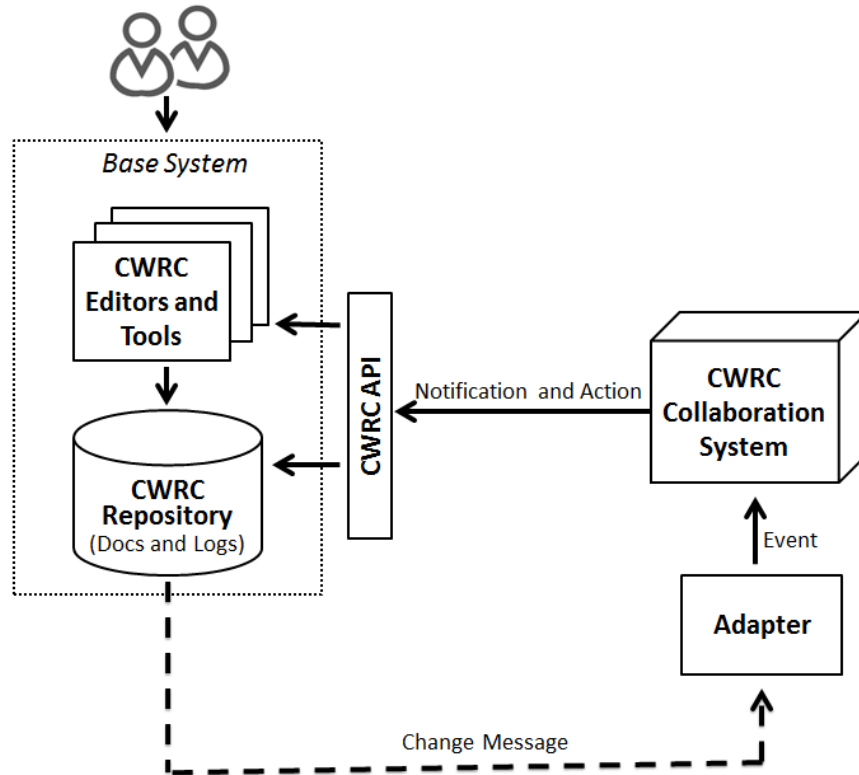 Base System
CWRC
Editors and
Tools
CWRC
Repository
(Docs and Logs)
CWRC API
Notification and Action
CWRC
Collaboration
System
Event
Adapter
Change Message